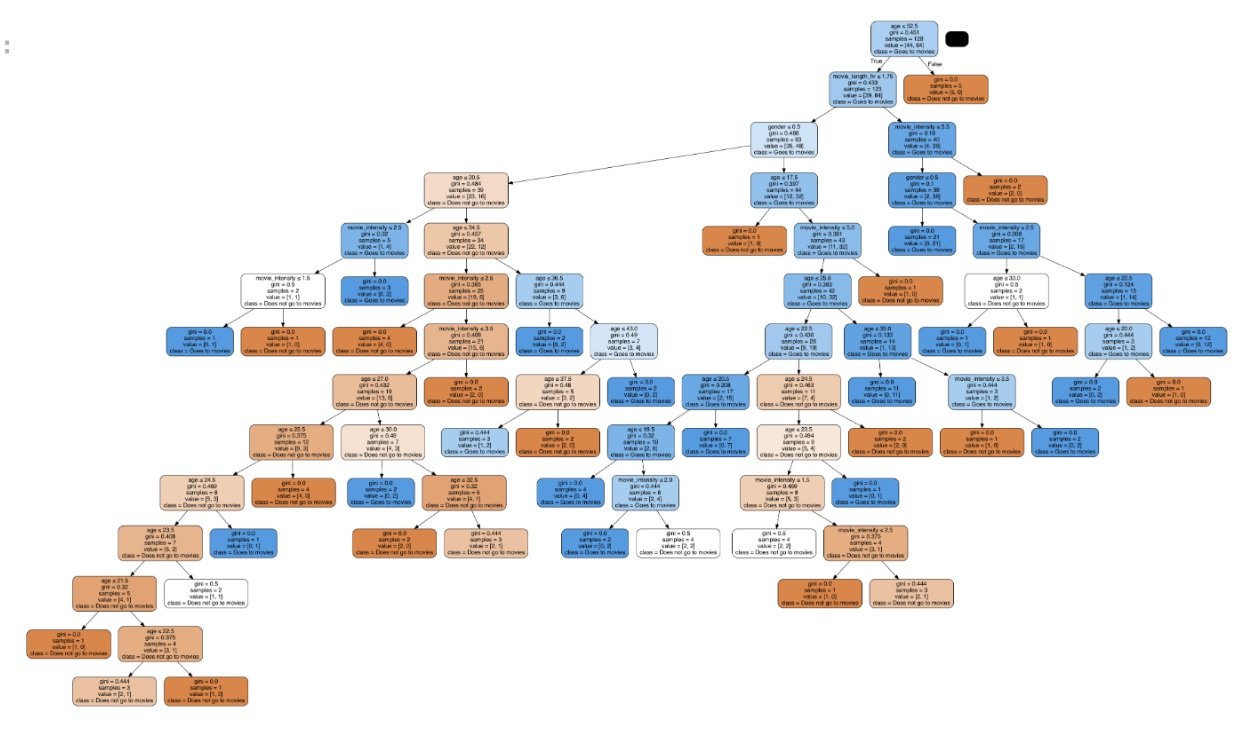 age ≤ 52.5
gini = 0.451
samples = 128
value = [44, 84]
class = Goes to movies
True
False
movie_length_hr ≤ 1.75
gini = 0.433
samples = 123
value = [39, 84]
class = Goes to movies
gini = 0.0
samples = 5
value = [5, 0]
class = Does not go to movies
gender ≤ 0.5
gini = 0.488
samples = 83
value = [35, 48]
class = Goes to movies
movie_intensity ≤ 5.5
gini = 0.18
samples = 40
value = [4, 36]
class = Goes to movies
age ≤ 20.5
gini = 0.484
samples = 39
value = [23, 16]
class = Does not go to movies
age ≤ 17.5
gini = 0.397
samples = 44
value = [12, 32]
class = Goes to movies
gender ≤ 0.5
gini = 0.1
samples = 38
value = [2, 36]
class = Goes to movies
gini = 0.0
samples = 2
value = [2, 0]
class = Does not go to movies
movie_intensity ≤ 2.5
gini = 0.32
samples = 5
value = [1, 4]
class = Goes to movies
age ≤ 34.5
gini = 0.457
samples = 34
value = [22, 12]
class = Does not go to movies
gini = 0.0
samples = 1
value = [1, 0]
class = Does not go to movies
movie_intensity ≤ 5.0
gini = 0.381
samples = 43
value = [11, 32]
class = Goes to movies
gini = 0.0
samples = 21
value = [0, 21]
class = Goes to movies
movie_intensity ≤ 2.5
gini = 0.208
samples = 17
value = [2, 15]
class = Goes to movies
movie_intensity ≤ 1.5
gini = 0.5
samples = 2
value = [1, 1]
class = Does not go to movies
gini = 0.0
samples = 3
value = [0, 3]
class = Goes to movies
movie_intensity ≤ 2.5
gini = 0.365
samples = 25
value = [19, 6]
class = Does not go to movies
age ≤ 36.5
gini = 0.444
samples = 9
value = [3, 6]
class = Goes to movies
age ≤ 25.5
gini = 0.363
samples = 42
value = [10, 32]
class = Goes to movies
gini = 0.0
samples = 1
value = [1, 0]
class = Does not go to movies
age ≤ 33.0
gini = 0.5
samples = 2
value = [1, 1]
class = Does not go to movies
age ≤ 22.5
gini = 0.124
samples = 15
value = [1, 14]
class = Goes to movies
gini = 0.0
samples = 1
value = [0, 1]
class = Goes to movies
gini = 0.0
samples = 1
value = [1, 0]
class = Does not go to movies
gini = 0.0
samples = 4
value = [4, 0]
class = Does not go to movies
movie_intensity ≤ 3.5
gini = 0.408
samples = 21
value = [15, 6]
class = Does not go to movies
gini = 0.0
samples = 2
value = [0, 2]
class = Goes to movies
age ≤ 43.0
gini = 0.49
samples = 7
value = [3, 4]
class = Goes to movies
age ≤ 22.5
gini = 0.436
samples = 28
value = [9, 19]
class = Goes to movies
age ≤ 35.0
gini = 0.133
samples = 14
value = [1, 13]
class = Goes to movies
gini = 0.0
samples = 1
value = [0, 1]
class = Goes to movies
gini = 0.0
samples = 1
value = [1, 0]
class = Does not go to movies
age ≤ 20.0
gini = 0.444
samples = 3
value = [1, 2]
class = Goes to movies
gini = 0.0
samples = 12
value = [0, 12]
class = Goes to movies
age ≤ 27.0
gini = 0.432
samples = 19
value = [13, 6]
class = Does not go to movies
gini = 0.0
samples = 2
value = [2, 0]
class = Does not go to movies
age ≤ 37.5
gini = 0.48
samples = 5
value = [3, 2]
class = Does not go to movies
gini = 0.0
samples = 2
value = [0, 2]
class = Goes to movies
age ≤ 20.5
gini = 0.208
samples = 17
value = [2, 15]
class = Goes to movies
age ≤ 24.5
gini = 0.463
samples = 11
value = [7, 4]
class = Does not go to movies
gini = 0.0
samples = 11
value = [0, 11]
class = Goes to movies
movie_intensity ≤ 3.5
gini = 0.444
samples = 3
value = [1, 2]
class = Goes to movies
gini = 0.0
samples = 2
value = [0, 2]
class = Goes to movies
gini = 0.0
samples = 1
value = [1, 0]
class = Does not go to movies
age ≤ 25.5
gini = 0.375
samples = 12
value = [9, 3]
class = Does not go to movies
age ≤ 30.0
gini = 0.49
samples = 7
value = [4, 3]
class = Does not go to movies
gini = 0.444
samples = 3
value = [1, 2]
class = Goes to movies
gini = 0.0
samples = 2
value = [2, 0]
class = Does not go to movies
age ≤ 19.5
gini = 0.32
samples = 10
value = [2, 8]
class = Goes to movies
gini = 0.0
samples = 7
value = [0, 7]
class = Goes to movies
age ≤ 23.5
gini = 0.494
samples = 9
value = [5, 4]
class = Does not go to movies
gini = 0.0
samples = 2
value = [2, 0]
class = Does not go to movies
gini = 0.0
samples = 1
value = [1, 0]
class = Does not go to movies
gini = 0.0
samples = 2
value = [0, 2]
class = Goes to movies
age ≤ 24.5
gini = 0.469
samples = 8
value = [5, 3]
class = Does not go to movies
gini = 0.0
samples = 4
value = [4, 0]
class = Does not go to movies
gini = 0.0
samples = 2
value = [0, 2]
class = Goes to movies
age ≤ 32.5
gini = 0.32
samples = 5
value = [4, 1]
class = Does not go to movies
gini = 0.0
samples = 4
value = [0, 4]
class = Goes to movies
movie_intensity ≤ 2.0
gini = 0.444
samples = 6
value = [2, 4]
class = Goes to movies
movie_intensity ≤ 1.5
gini = 0.469
samples = 8
value = [5, 3]
class = Does not go to movies
gini = 0.0
samples = 1
value = [0, 1]
class = Goes to movies
age ≤ 23.5
gini = 0.408
samples = 7
value = [5, 2]
class = Does not go to movies
gini = 0.0
samples = 1
value = [0, 1]
class = Goes to movies
gini = 0.0
samples = 2
value = [2, 0]
class = Does not go to movies
gini = 0.444
samples = 3
value = [2, 1]
class = Does not go to movies
gini = 0.0
samples = 2
value = [0, 2]
class = Goes to movies
gini = 0.5
samples = 4
value = [2, 2]
class = Does not go to movies
gini = 0.5
samples = 4
value = [2, 2]
class = Does not go to movies
movie_intensity ≤ 2.5
gini = 0.375
samples = 4
value = [3, 1]
class = Does not go to movies
age ≤ 21.5
gini = 0.32
samples = 5
value = [4, 1]
class = Does not go to movies
gini = 0.5
samples = 2
value = [1, 1]
class = Does not go to movies
gini = 0.0
samples = 1
value = [1, 0]
class = Does not go to movies
gini = 0.444
samples = 3
value = [2, 1]
class = Does not go to movies
gini = 0.0
samples = 1
value = [1, 0]
class = Does not go to movies
age ≤ 22.5
gini = 0.375
samples = 4
value = [3, 1]
class = Does not go to movies
gini = 0.444
samples = 3
value = [2, 1]
class = Does not go to movies
gini = 0.0
samples = 1
value = [1, 0]
class = Does not go to movies